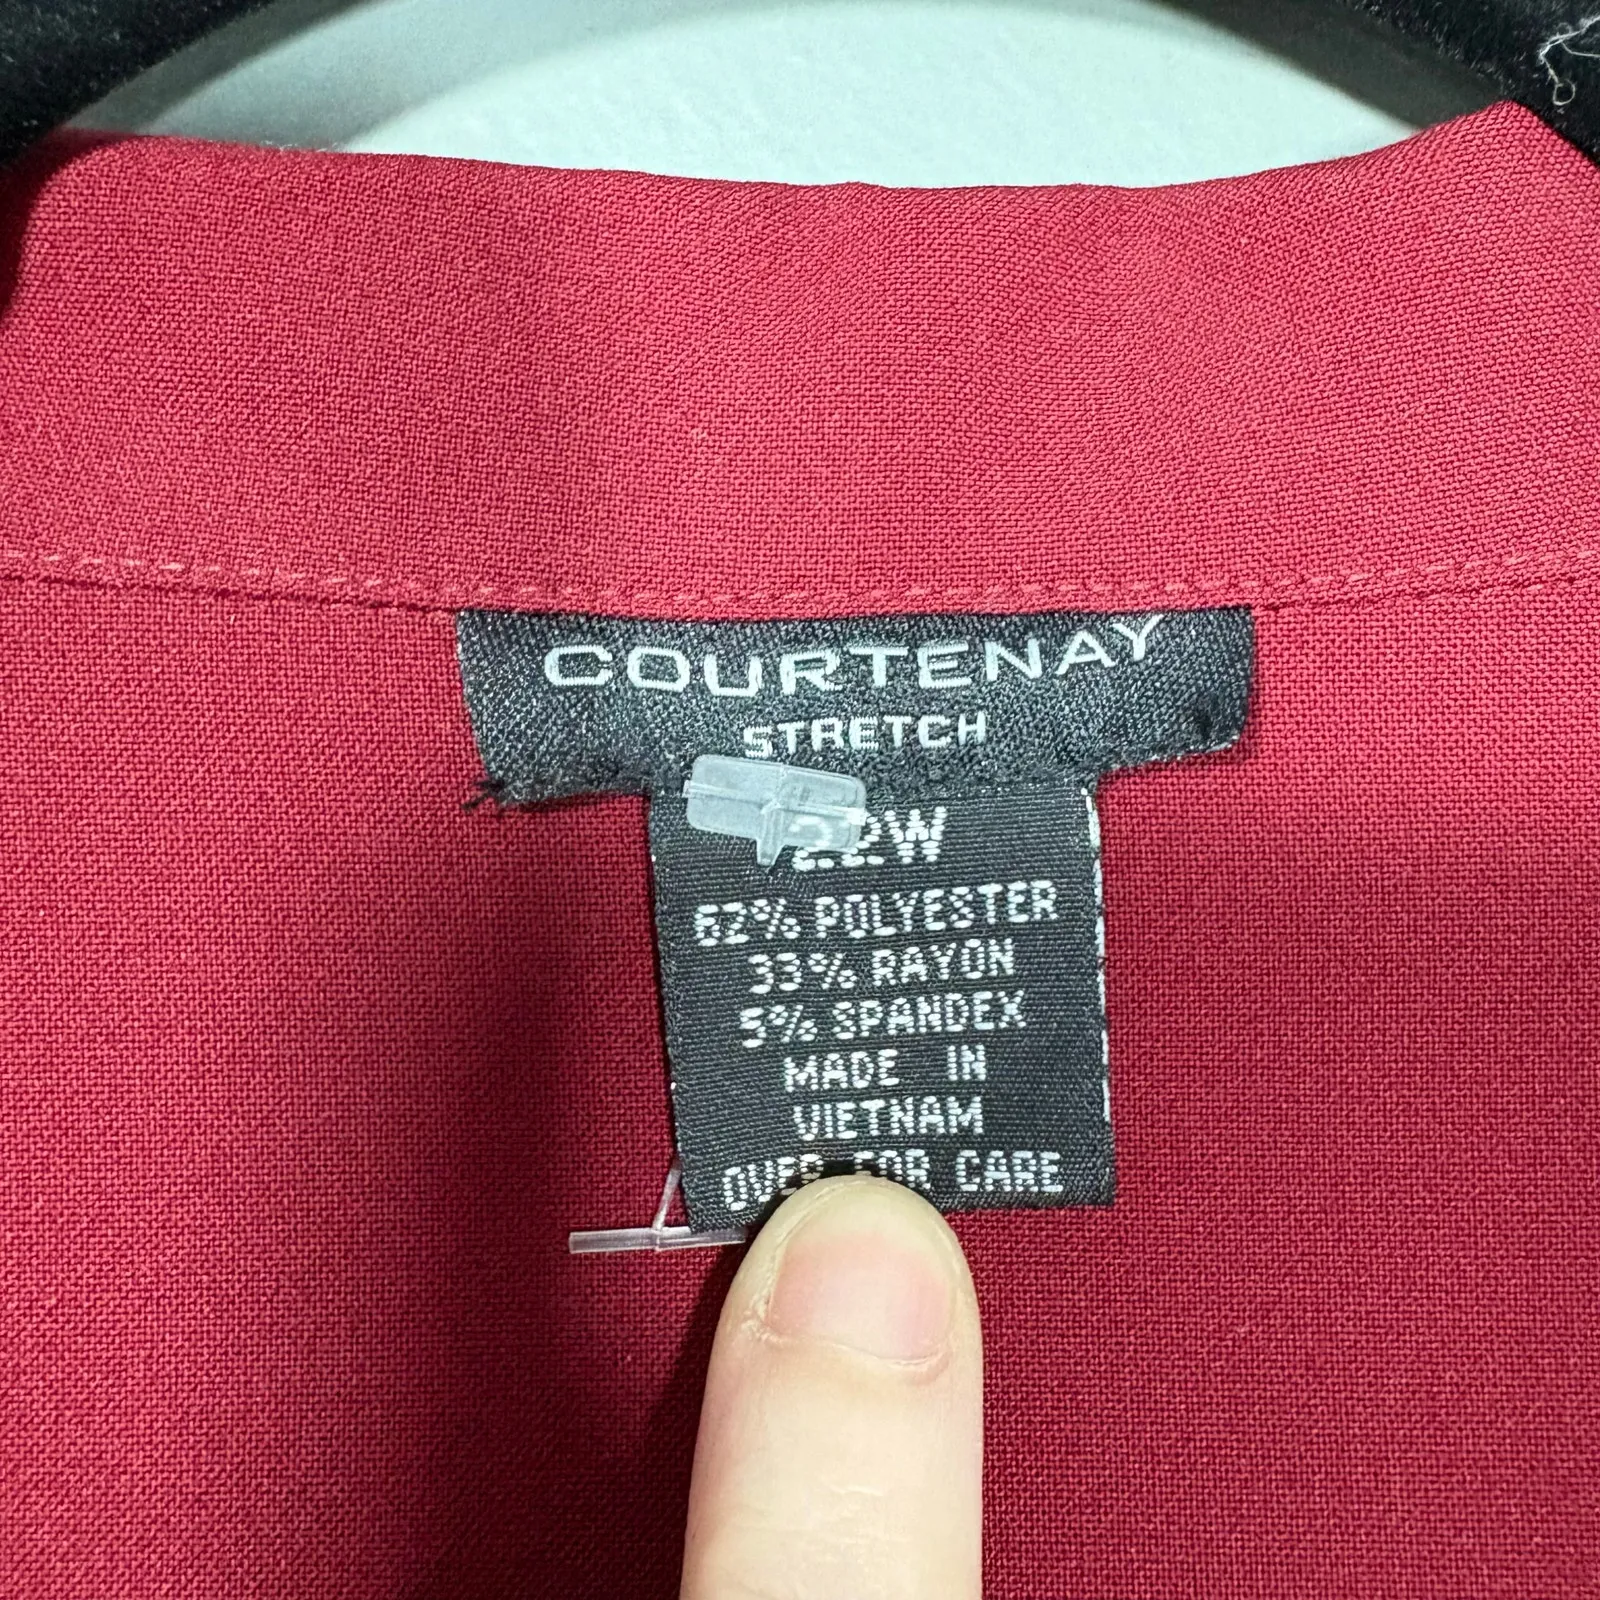 COURTENAY
STRETCH
22W
62% POLYESTER
33% RAYON
5% SPANDEX
MADE IN
VIETNAM
OVER FOR CARE